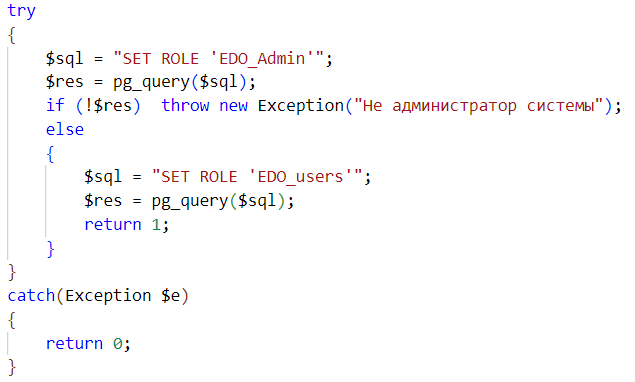 try
{
$sql = "SET ROLE 'EDO_Admin'";
$res = pg_query($sql);
if (!$res)  throw new Exception("Не администратор системы");
else
{
$sql = "SET ROLE 'EDO_users'";
$res = pg_query($sql);
return 1;
}
}
catch(Exception $e)
{
return 0;
}